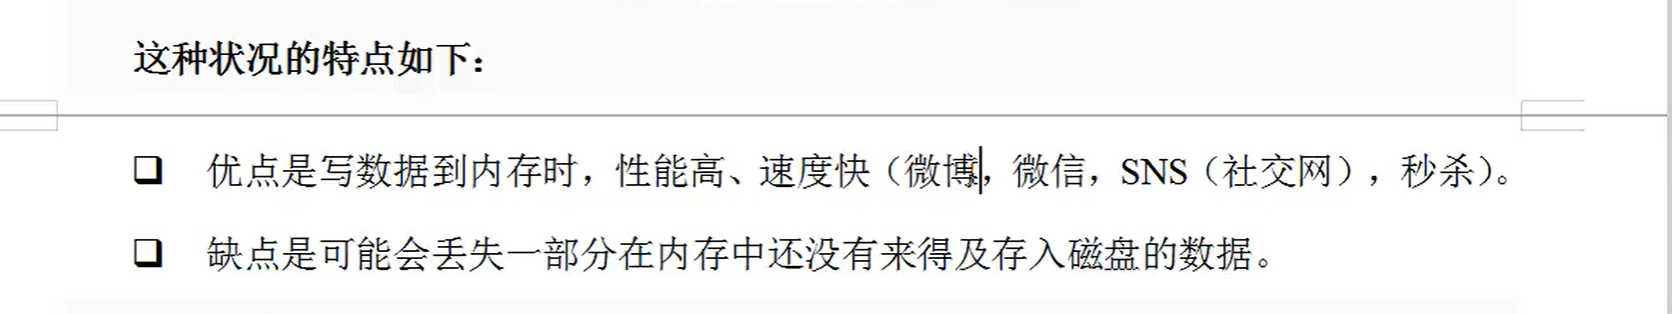 这种状况的特点如下：
❑ 优点是写数据到内存时，性能高、速度快（微博，微信，SNS（社交网），秒杀）。
❑ 缺点是可能会丢失一部分在内存中还没有来得及存入磁盘的数据。